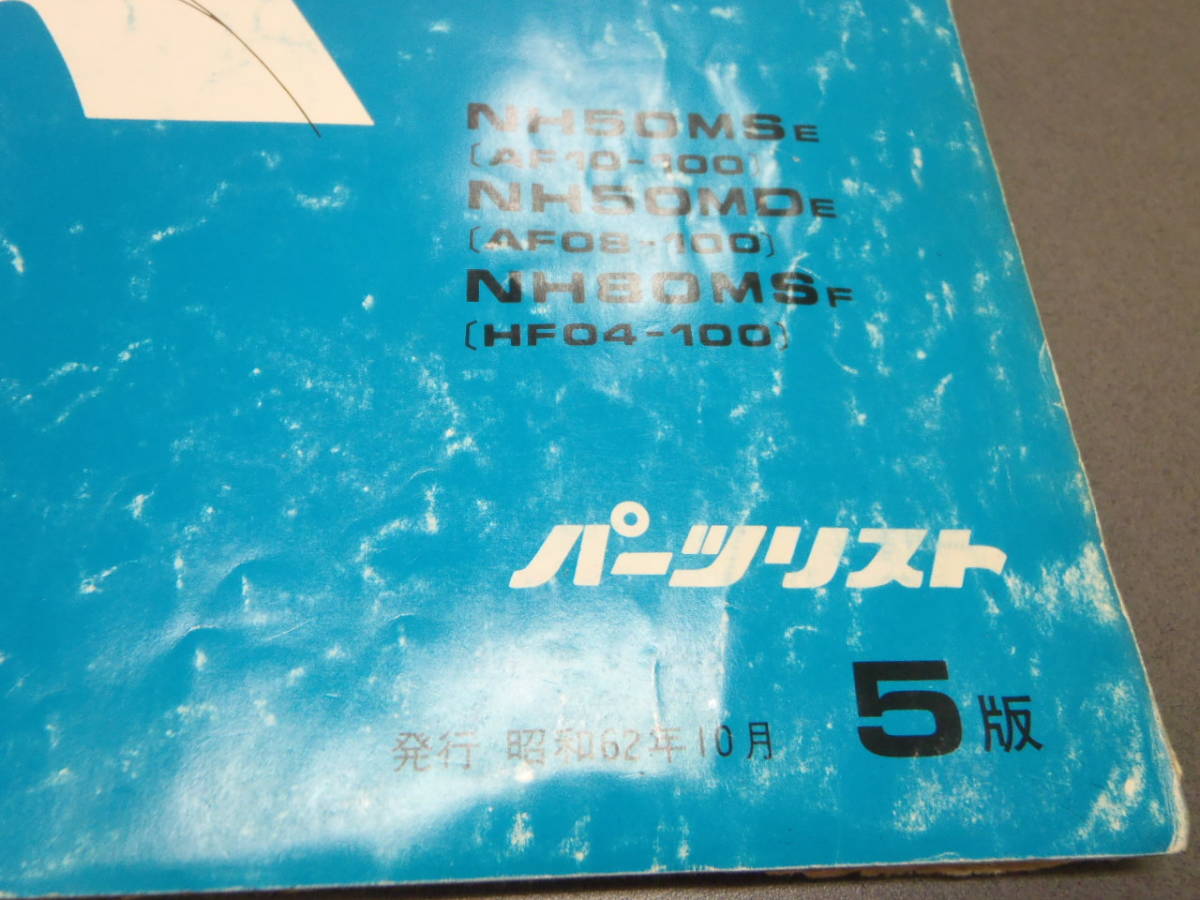 NH50MSE
[AF10-100]
NH50MDE
[AF08-100]
NH80MSF
[HF04-100]
パーツリスト
5版
発行 昭和62年10月